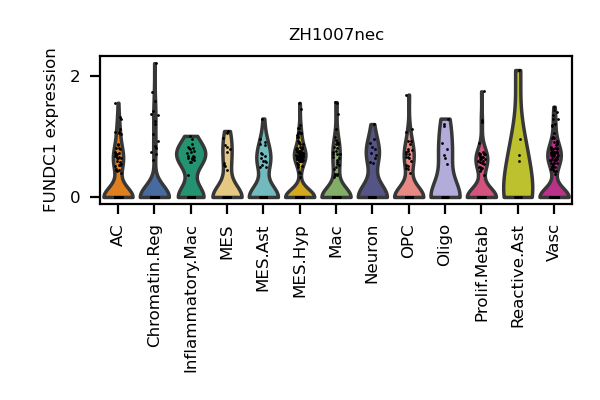 ZH1007nec
FUNDC1 expression
2
0
AC
Chromatin.Reg
Inflammatory.Mac
MES
MES.Ast
MES.Hyp
Mac
Neuron
OPC
Oligo
Prolif.Metab
Reactive.Ast
Vasc